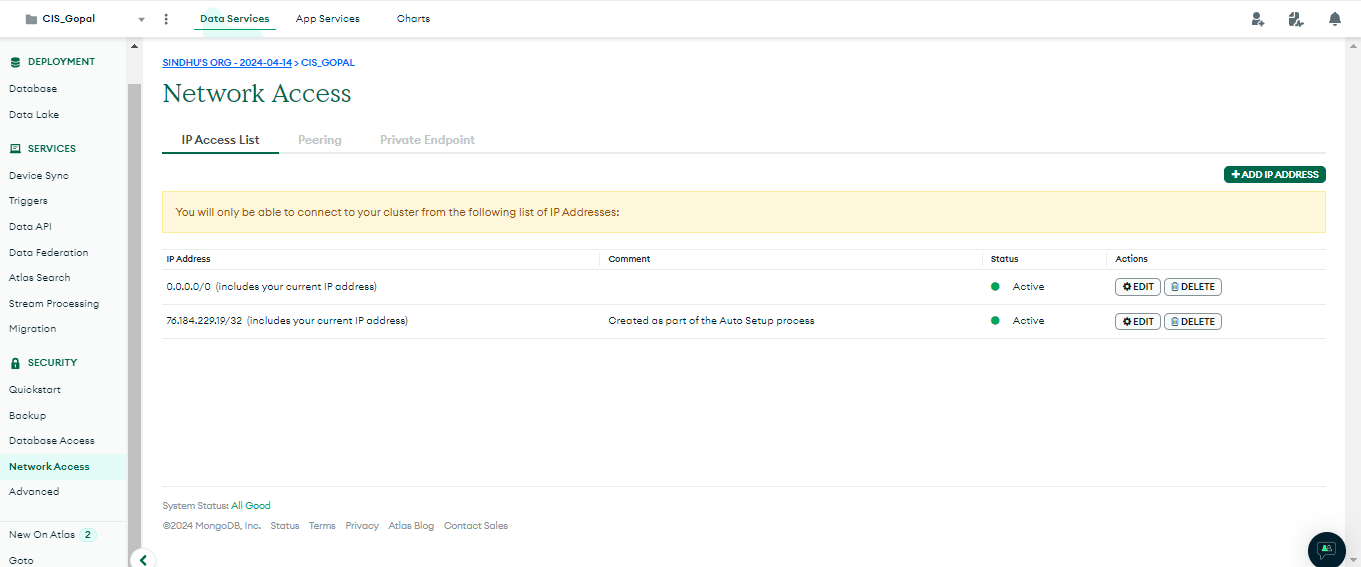 CIS_Gopal
Data Services
App Services
Charts
DEPLOYMENT
Database
Data Lake
SERVICES
Device Sync
Triggers
Data API
Data Federation
Atlas Search
Stream Processing
Migration
SECURITY
Quickstart
Backup
Database Access
Network Access
Advanced
New On Atlas 2
Goto
SINDHU'S ORG - 2024-04-14 > CIS_GOPAL
Network Access
IP Access List
Peering
Private Endpoint
+ ADD IP ADDRESS
You will only be able to connect to your cluster from the following list of IP Addresses:
IP Address Comment Status Actions
0.0.0.0/0 (includes your current IP address) Active EDIT DELETE
76.184.229.19/32 (includes your current IP address) Created as part of the Auto Setup process Active EDIT DELETE
System Status: All Good
©2024 MongoDB, Inc. Status Terms Privacy Atlas Blog Contact Sales